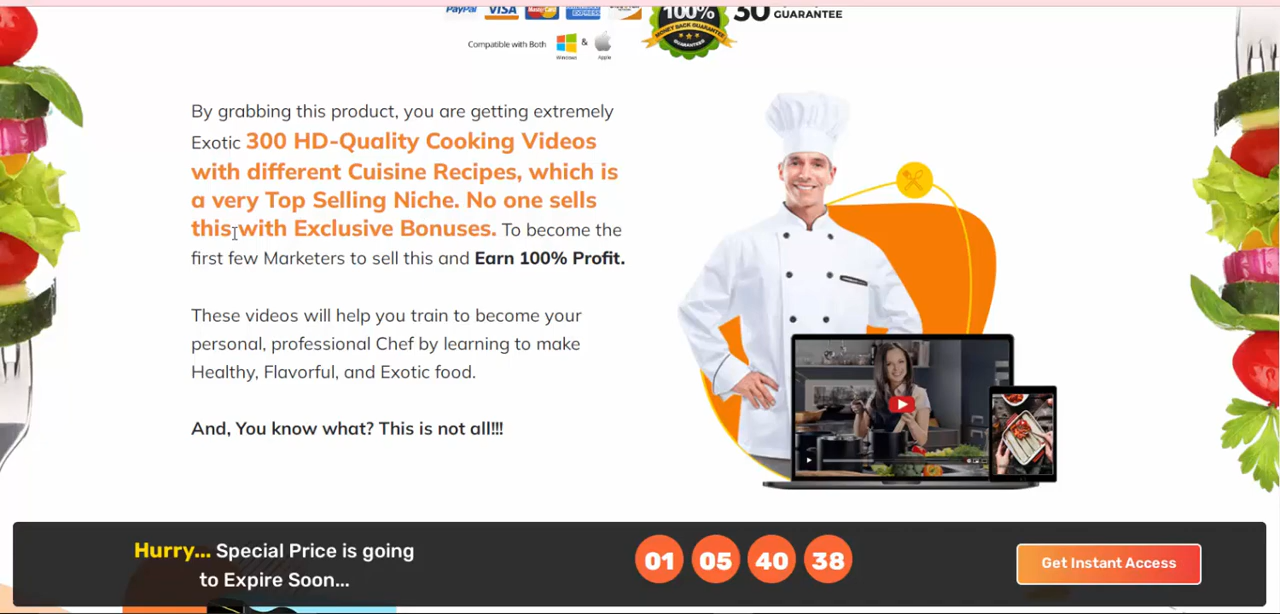 PayPal VISA
100% 30
GUARANTEE
MONEY BACK GUARANTEE
GUARANTEE
Compatible with Both & 
Windows Apple
By grabbing this product, you are getting extremely
Exotic 300 HD-Quality Cooking Videos
with different Cuisine Recipes, which is
a very Top Selling Niche. No one sells
this with Exclusive Bonuses. To become the
first few Marketers to sell this and Earn 100% Profit.
These videos will help you train to become your
personal, professional Chef by learning to make
Healthy, Flavorful, and Exotic food.
And, You know what? This is not all!!!
Hurry... Special Price is going
to Expire Soon...
01 05 40 38
Get Instant Access